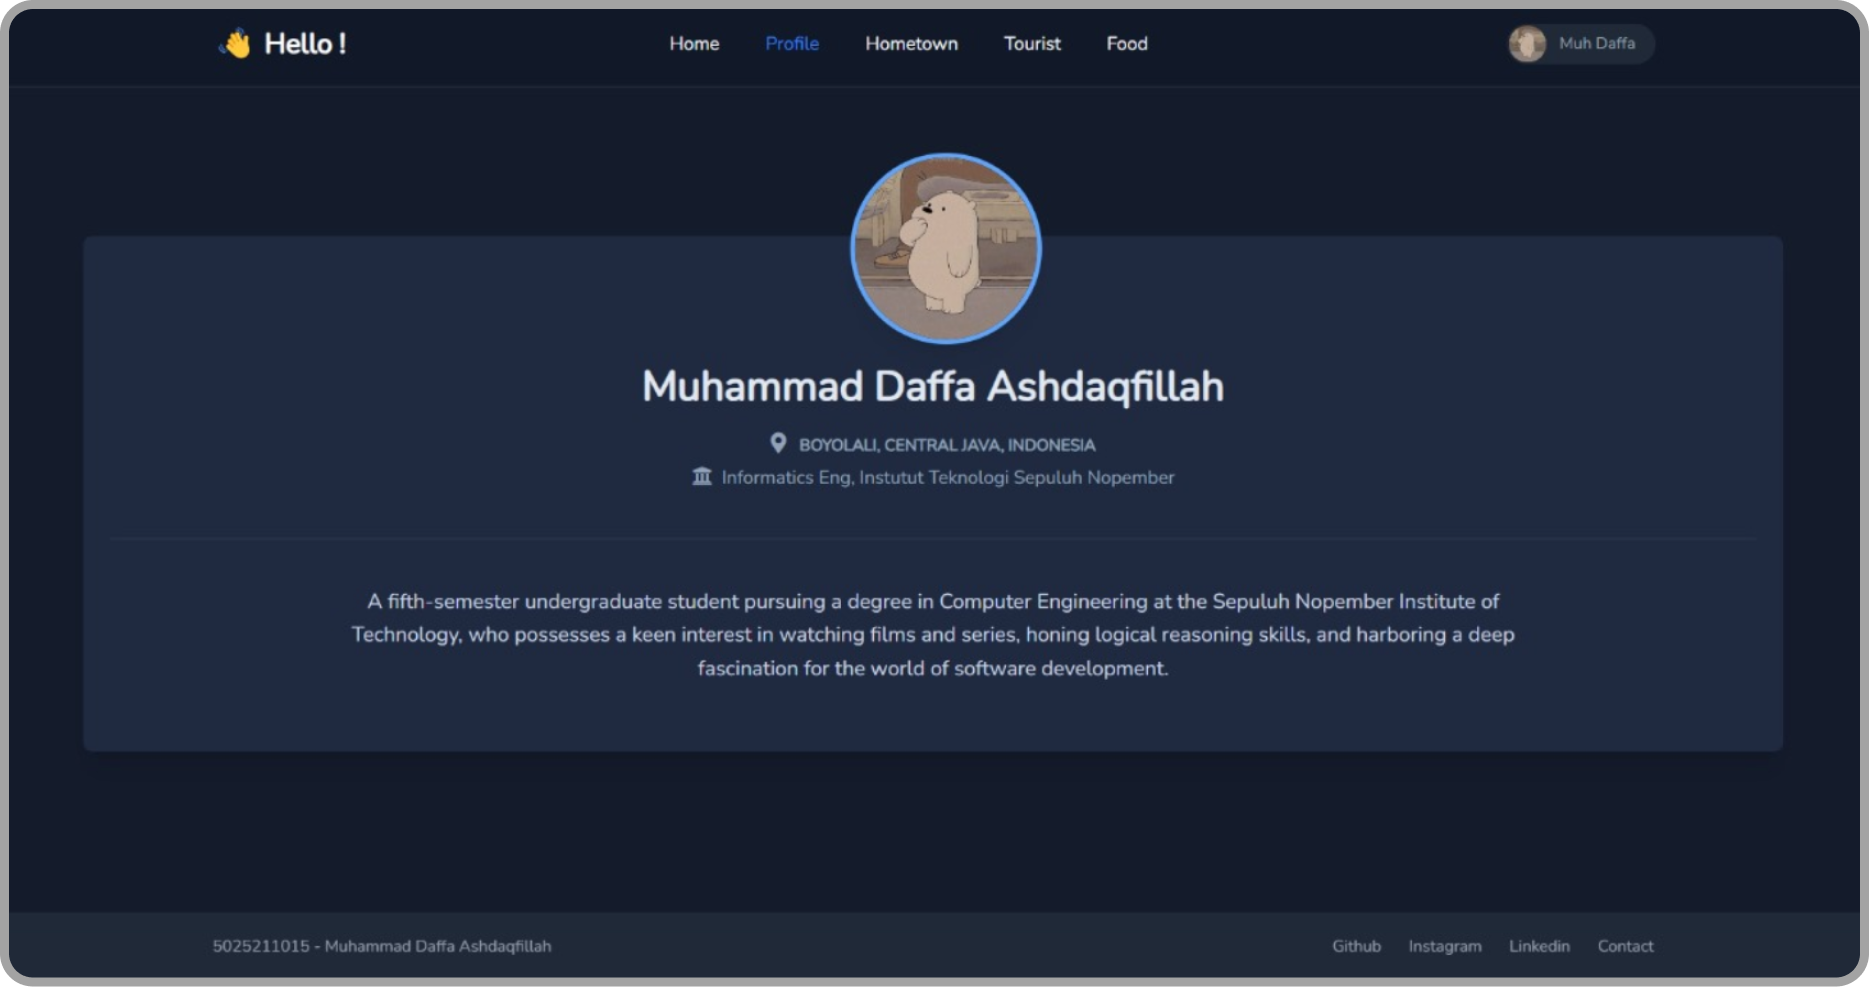 Hello !
Home Profile Hometown Tourist Food
Muh Daffa
Muhammad Daffa Ashdaqfillah
BOYOLALI, CENTRAL JAVA, INDONESIA
Informatics Eng, Instutut Teknologi Sepuluh Nopember
A fifth-semester undergraduate student pursuing a degree in Computer Engineering at the Sepuluh Nopember Institute of
Technology, who possesses a keen interest in watching films and series, honing logical reasoning skills, and harboring a deep
fascination for the world of software development.
5025211015 - Muhammad Daffa Ashdaqfillah
Github Instagram Linkedin Contact